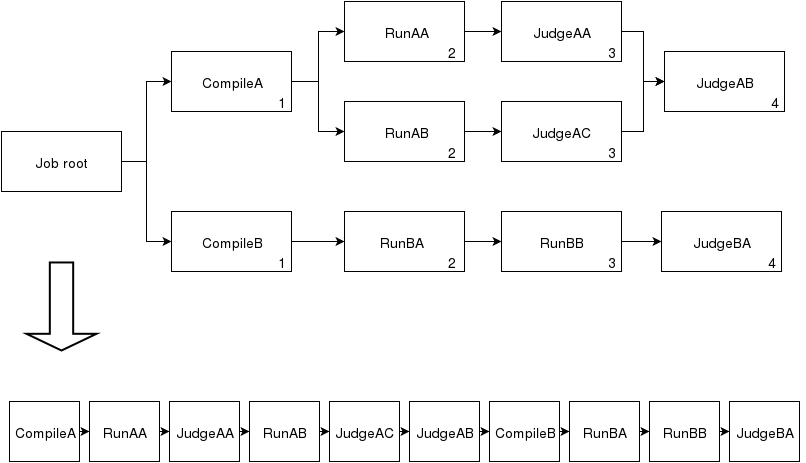 RunAA
2
JudgeAA
3
CompileA
1
JudgeAB
4
RunAB
2
JudgeAC
3
Job root
CompileB
1
RunBA
2
RunBB
3
JudgeBA
4
CompileA
RunAA
JudgeAA
RunAB
JudgeAC
JudgeAB
CompileB
RunBA
RunBB
JudgeBA